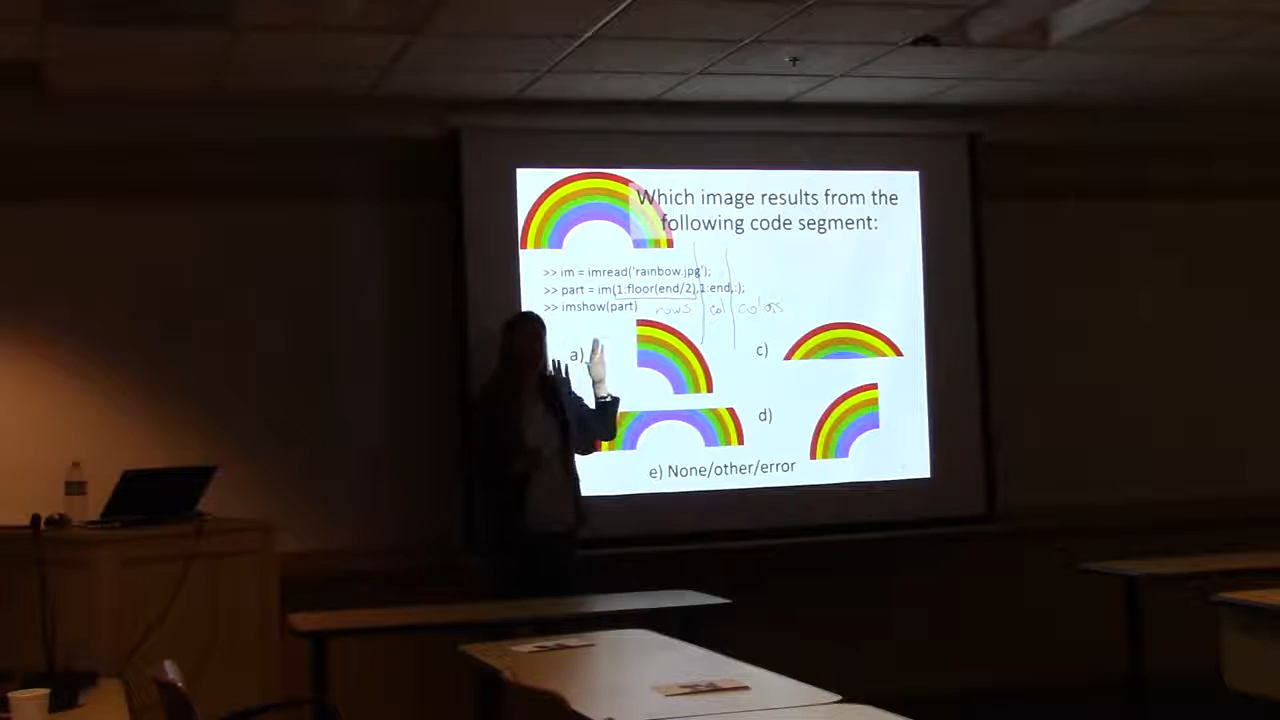 Which image results from the
following code segment:
>> im = imread('rainbow.jpg');
>> part = im(1:floor(end/2),1:end,:);
>> imshow(part)
rows col colors
a)
c)
d)
e) None/other/error